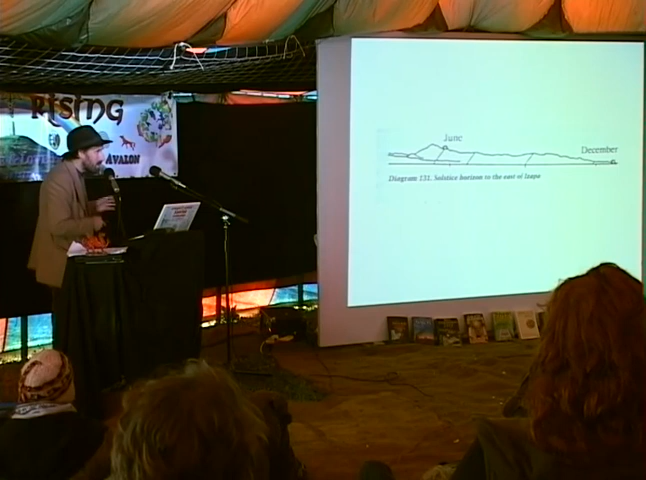 RISING
AVALON
June
December
Diagram 131. Solstice horizon to the east of Izapa